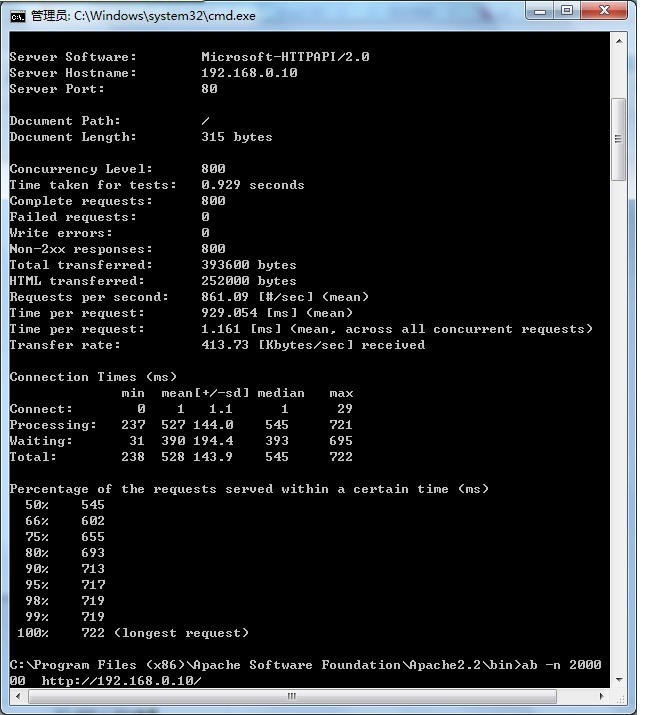 管理员: C:\Windows\system32\cmd.exe
Server Software:        Microsoft-HTTPAPI/2.0
Server Hostname:        192.168.0.10
Server Port:            80
Document Path:          /
Document Length:        315 bytes
Concurrency Level:      800
Time taken for tests:   0.929 seconds
Complete requests:      800
Failed requests:        0
Write errors:           0
Non-2xx responses:      800
Total transferred:      393600 bytes
HTML transferred:       252000 bytes
Requests per second:    861.09 [#/sec] (mean)
Time per request:       929.054 [ms] (mean)
Time per request:       1.161 [ms] (mean, across all concurrent requests)
Transfer rate:          413.73 [Kbytes/sec] received
Connection Times (ms)
              min  mean[+/-sd] median   max
Connect:        0    1   1.1      1      29
Processing:   237  527 144.0    545     721
Waiting:       31  390 194.4    393     695
Total:        238  528 143.9    545     722
Percentage of the requests served within a certain time (ms)
  50%    545
  66%    602
  75%    655
  80%    693
  90%    713
  95%    717
  98%    719
  99%    719
 100%    722 (longest request)
C:\Program Files (x86)\Apache Software Foundation\Apache2.2\bin>ab -n 2000
00  http://192.168.0.10/